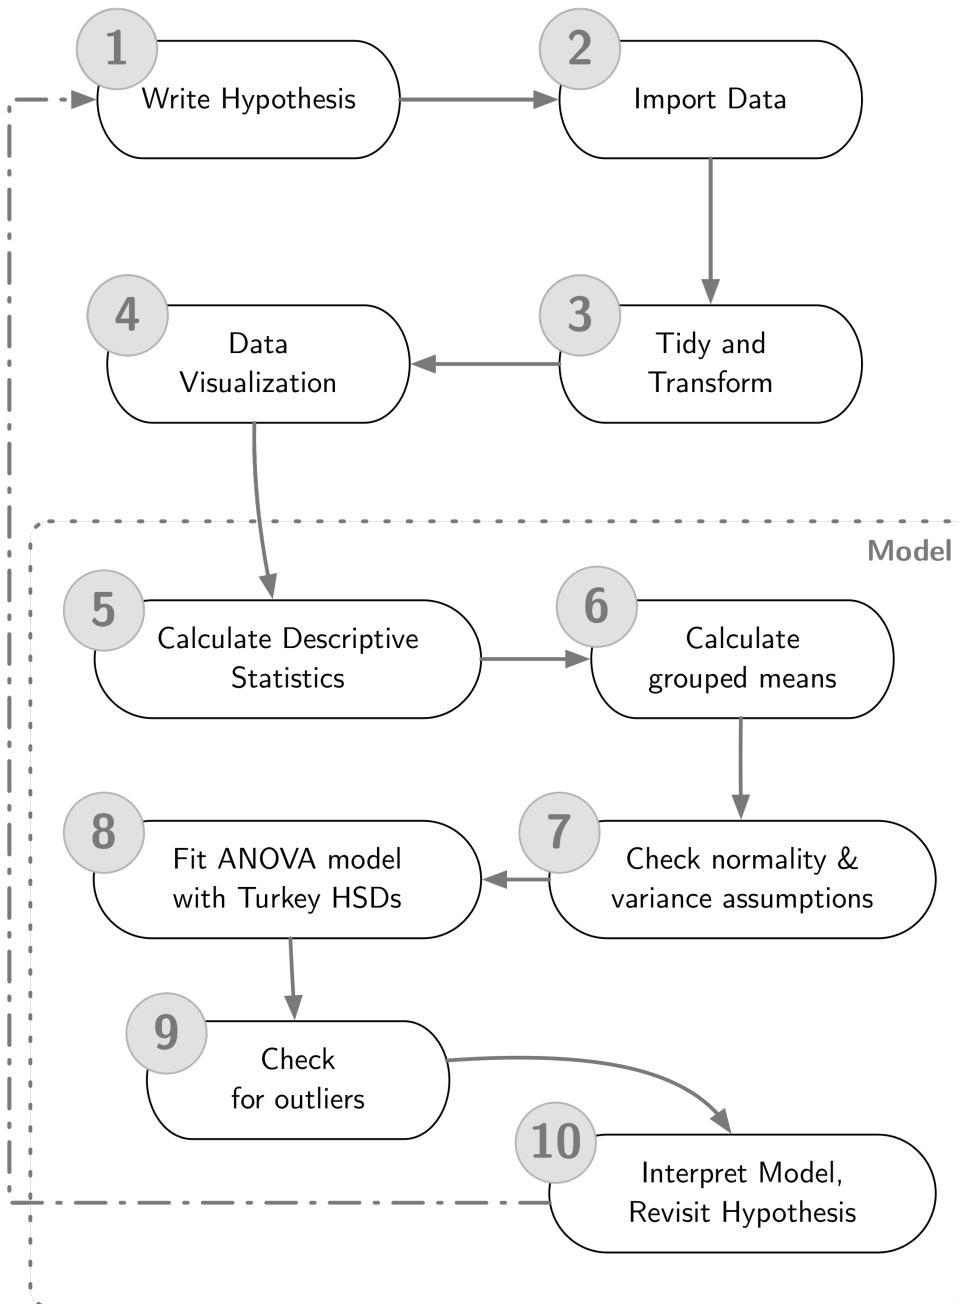 1
Write Hypothesis
2
Import Data
3
Tidy and
Transform
4
Data
Visualization
Model
5
Calculate Descriptive
Statistics
6
Calculate
grouped means
7
Check normality &
variance assumptions
8
Fit ANOVA model
with Turkey HSDs
9
Check
for outliers
10
Interpret Model,
Revisit Hypothesis